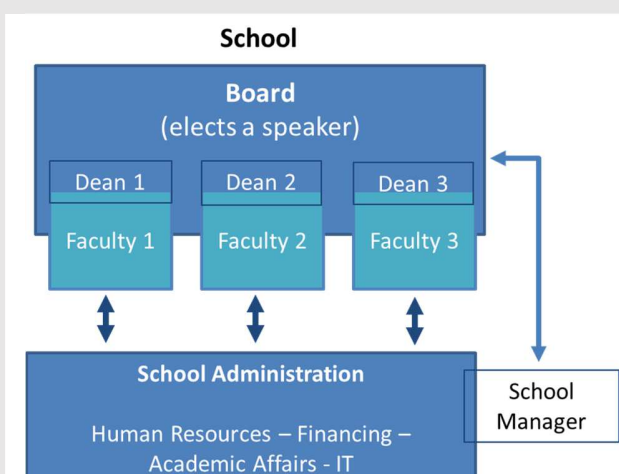 School
Board
(elects a speaker)
Dean 1
Dean 2
Dean 3
Faculty 1
Faculty 2
Faculty 3
School Administration
School
Manager
Human Resources – Financing –
Academic Affairs - IT